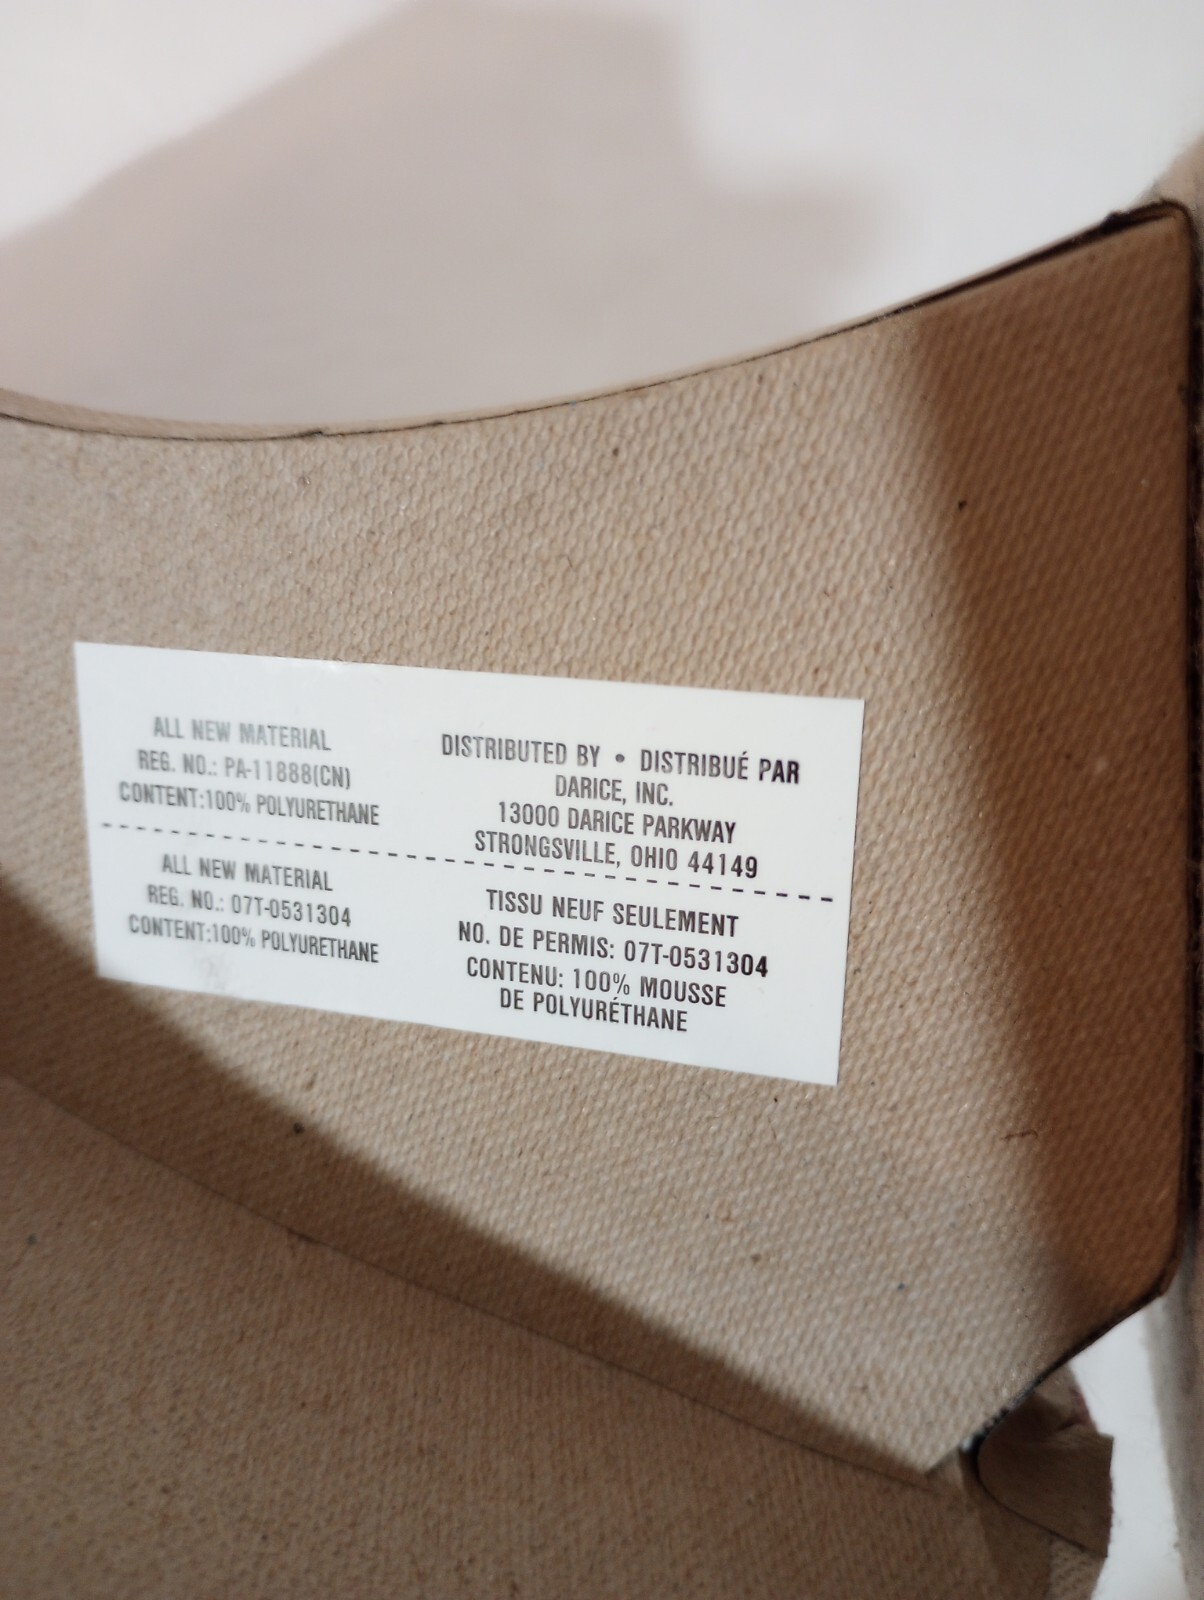 ALL NEW MATERIAL
REG. NO.: PA-11888(CN)
CONTENT:100% POLYURETHANE
DISTRIBUTED BY • DISTRIBUÉ PAR
DARICE, INC.
13000 DARICE PARKWAY
STRONGSVILLE, OHIO 44149
ALL NEW MATERIAL
REG. NO.: 07T-0531304
CONTENT:100% POLYURETHANE
TISSU NEUF SEULEMENT
NO. DE PERMIS: 07T-0531304
CONTENU: 100% MOUSSE
DE POLYURÉTHANE